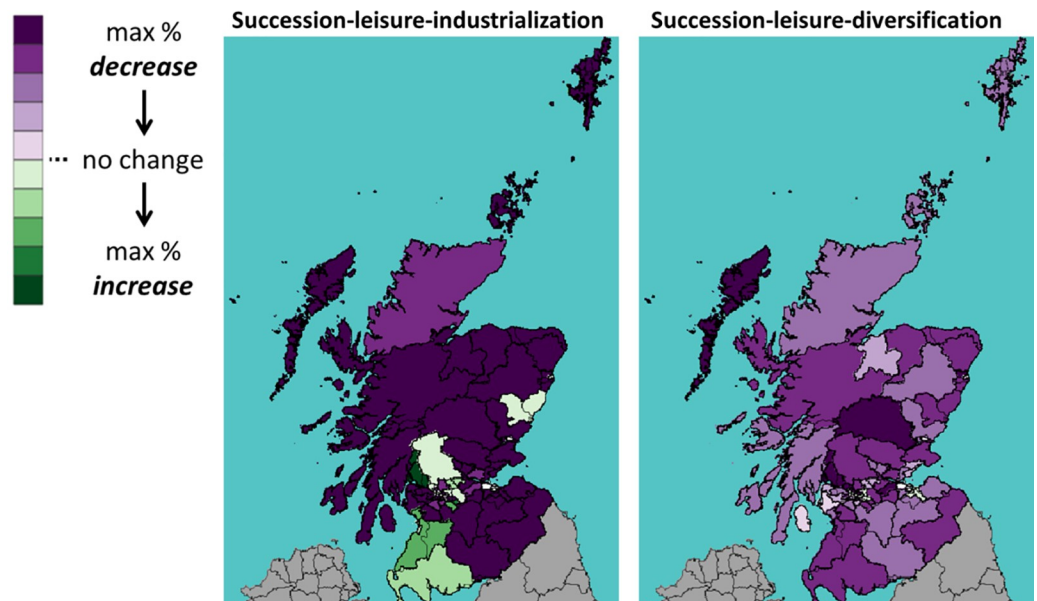 Succession-leisure-industrialization
Succession-leisure-diversification
max %
decrease
... no change
max %
increase